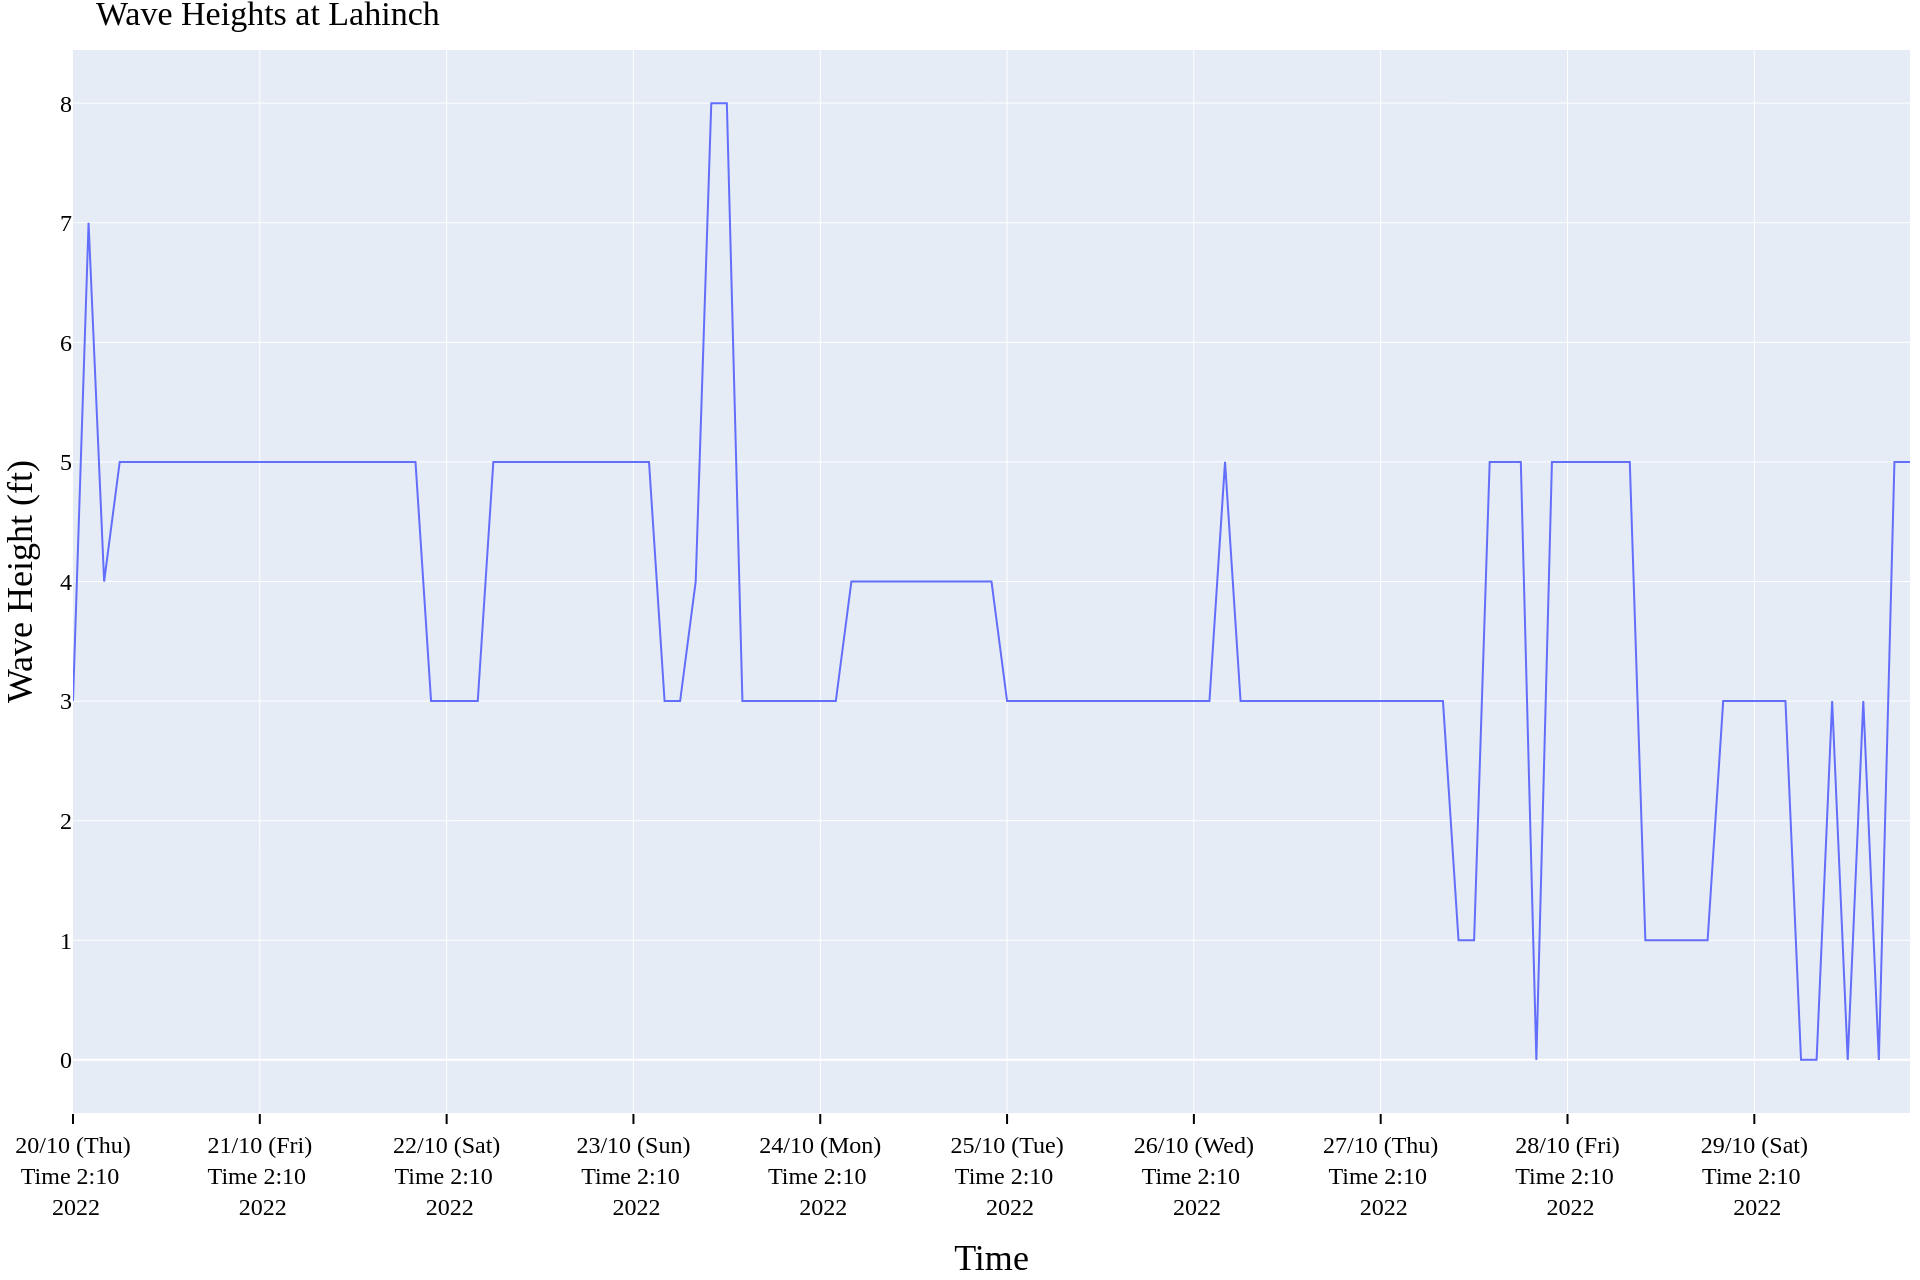 Wave Heights at Lahinch
Wave Height (ft)
8
7
6
5
4
3
2
1
0
20/10 (Thu) 21/10 (Fri) 22/10 (Sat) 23/10 (Sun) 24/10 (Mon) 25/10 (Tue) 26/10 (Wed) 27/10 (Thu) 28/10 (Fri) 29/10 (Sat)
Time 2:10 Time 2:10 Time 2:10 Time 2:10 Time 2:10 Time 2:10 Time 2:10 Time 2:10 Time 2:10 Time 2:10
2022 2022 2022 2022 2022 2022 2022 2022 2022 2022
Time